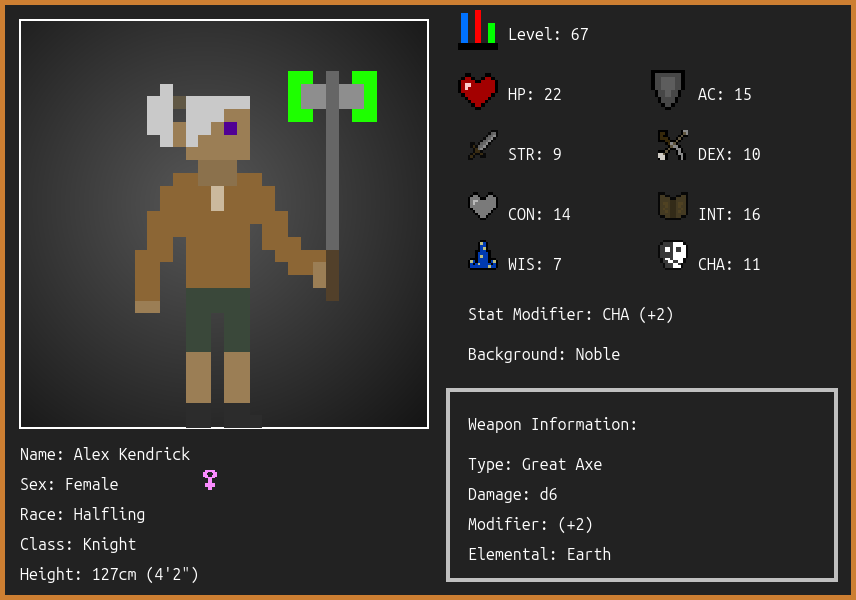 Level: 67
HP: 22
AC: 15
STR: 9
DEX: 10
CON: 14
INT: 16
WIS: 7
CHA: 11
Stat Modifier: CHA (+2)
Background: Noble
Weapon Information:
Type: Great Axe
Damage: d6
Modifier: (+2)
Elemental: Earth
Name: Alex Kendrick
Sex: Female
Race: Halfling
Class: Knight
Height: 127cm (4'2")